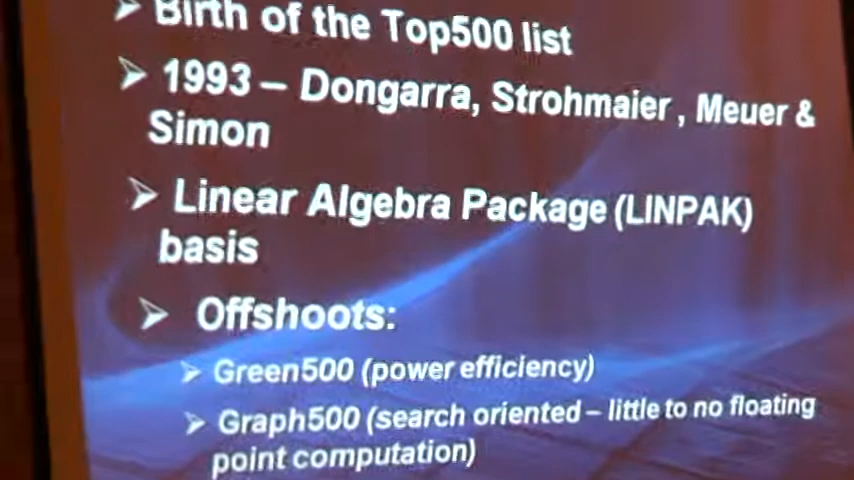 ➢ Birth of the Top500 list
➢ 1993 – Dongarra, Strohmaier , Meuer &
Simon
➢ Linear Algebra Package (LINPAK)
basis
➢ Offshoots:
➢ Green500 (power efficiency)
➢ Graph500 (search oriented – little to no floating
point computation)